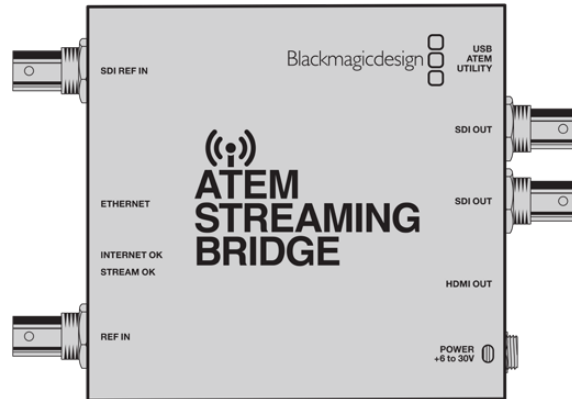 SDI REF IN
Blackmagicdesign
USB
ATEM
UTILITY
SDI OUT
ATEM
STREAMING
BRIDGE
ETHERNET
SDI OUT
INTERNET OK
STREAM OK
HDMI OUT
REF IN
POWER
+6 to 30V